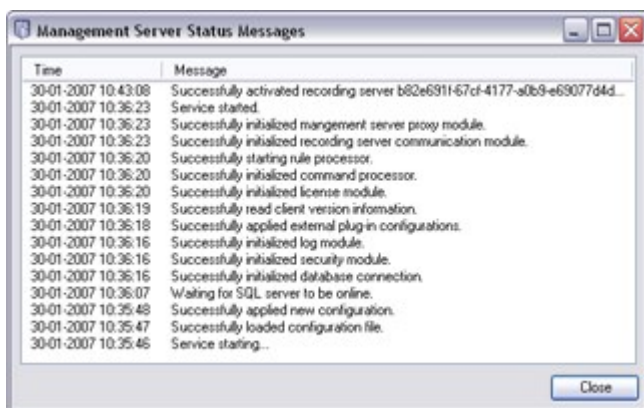 Management Server Status Messages
Time Message
30-01-2007 10:43:08 Successfully activated recording server b82e691f-67cf-4177-a0b9-e69077d4d...
30-01-2007 10:36:23 Service started.
30-01-2007 10:36:23 Successfully initialized mangement server proxy module.
30-01-2007 10:36:23 Successfully initialized recording server communication module.
30-01-2007 10:36:20 Successfully starting rule processor.
30-01-2007 10:36:20 Successfully initialized command processor.
30-01-2007 10:36:20 Successfully initialized license module.
30-01-2007 10:36:19 Successfully read client version information.
30-01-2007 10:36:18 Successfully applied external plug-in configurations.
30-01-2007 10:36:16 Successfully initialized log module.
30-01-2007 10:36:16 Successfully initialized security module.
30-01-2007 10:36:16 Successfully initialized database connection.
30-01-2007 10:36:07 Waiting for SQL server to be online.
30-01-2007 10:35:48 Successfully applied new configuration.
30-01-2007 10:35:47 Successfully loaded configuration file.
30-01-2007 10:35:46 Service starting...
Close